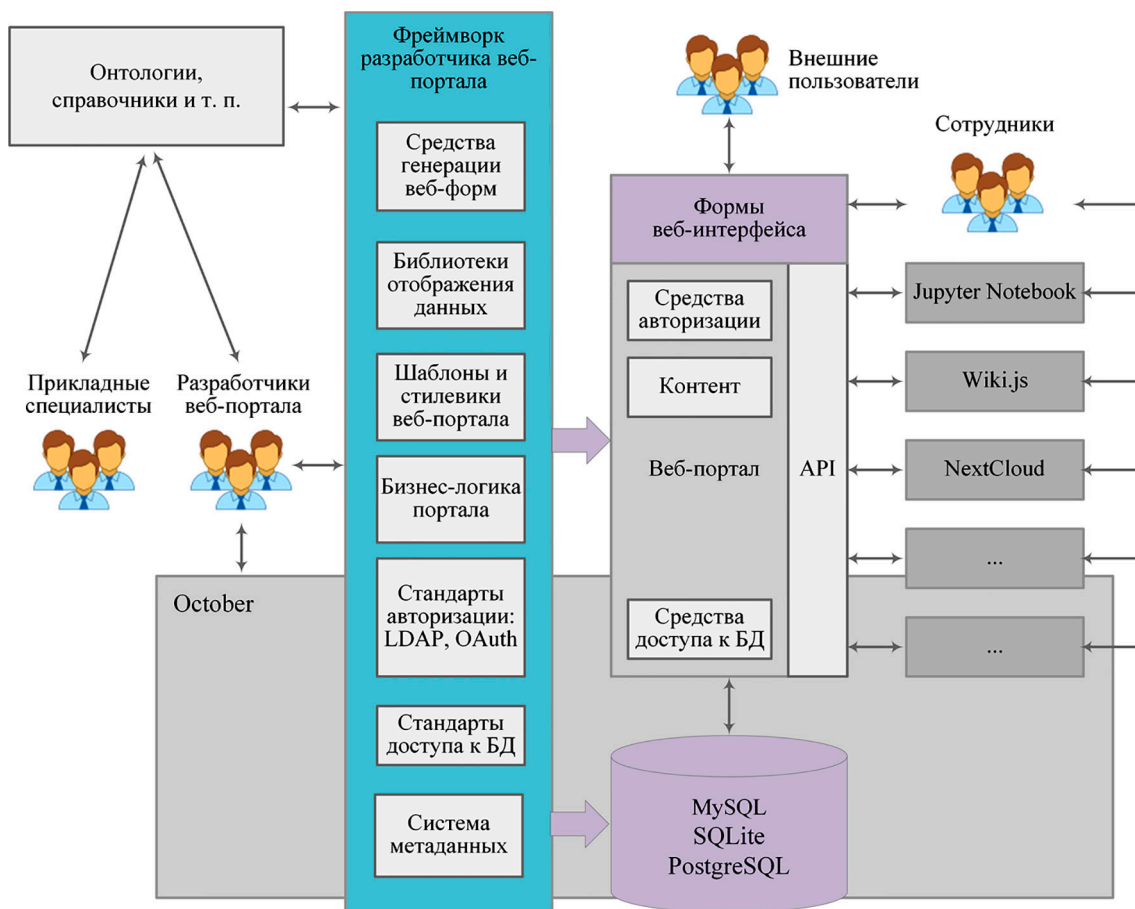 Онтологии,
справочники и т. п.
Прикладные
специалисты
Разработчики
веб-портала
October
Фреймворк
разработчика веб-
портала
Средства
генерации
веб-форм
Библиотеки
отображения
данных
Шаблоны и
стилевики
веб-портала
Бизнес-логика
портала
Стандарты
авторизации:
LDAP, OAuth
Стандарты
доступа к БД
Система
метаданных
Внешние
пользователи
Формы
веб-интерфейса
Средства
авторизации
Контент
Веб-портал
API
Средства
доступа к БД
MySQL
SQLite
PostgreSQL
Сотрудники
Jupyter Notebook
Wiki.js
NextCloud
...
...